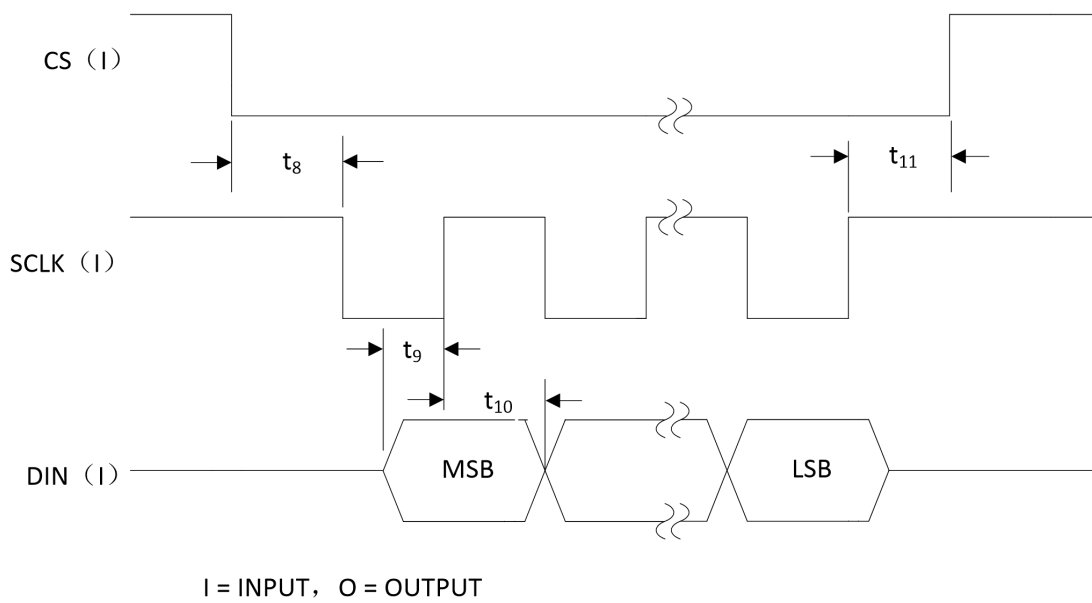 CS（I）
t₈
t₁₁
SCLK（I）
t₉
t₁₀
DIN（I）
MSB
LSB
I = INPUT，O = OUTPUT